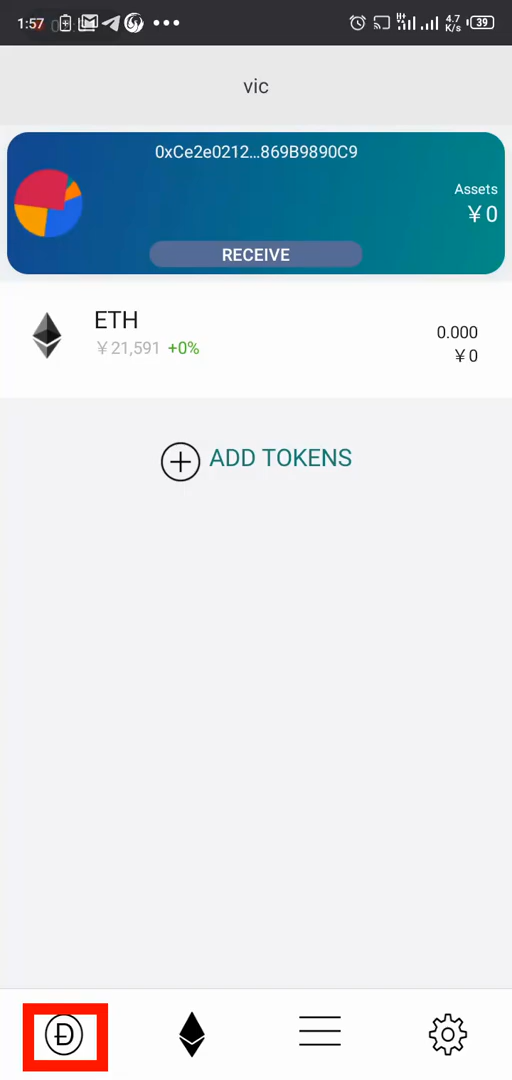 1:57 4.7 K/s 39
vic
0xCe2e0212...869B9890C9
Assets
¥0
RECEIVE
ETH
¥21,591 +0%
0.000
¥0
ADD TOKENS